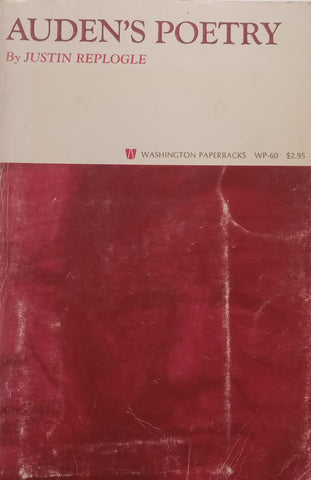 AUDEN'S POETRY
By JUSTIN REPLOGLE
W WASHINGTON PAPERBACKS WP-60 $2.95